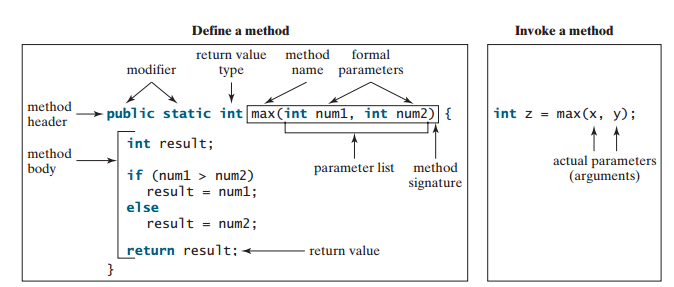 Define a method
Invoke a method
return value method formal
modifier type name parameters
method
header
public static int max(int num1, int num2) {
int z = max(x, y);
int result;
method
body
parameter list method
signature
actual parameters
(arguments)
if (num1 > num2)
result = num1;
else
result = num2;
return result;
return value
}